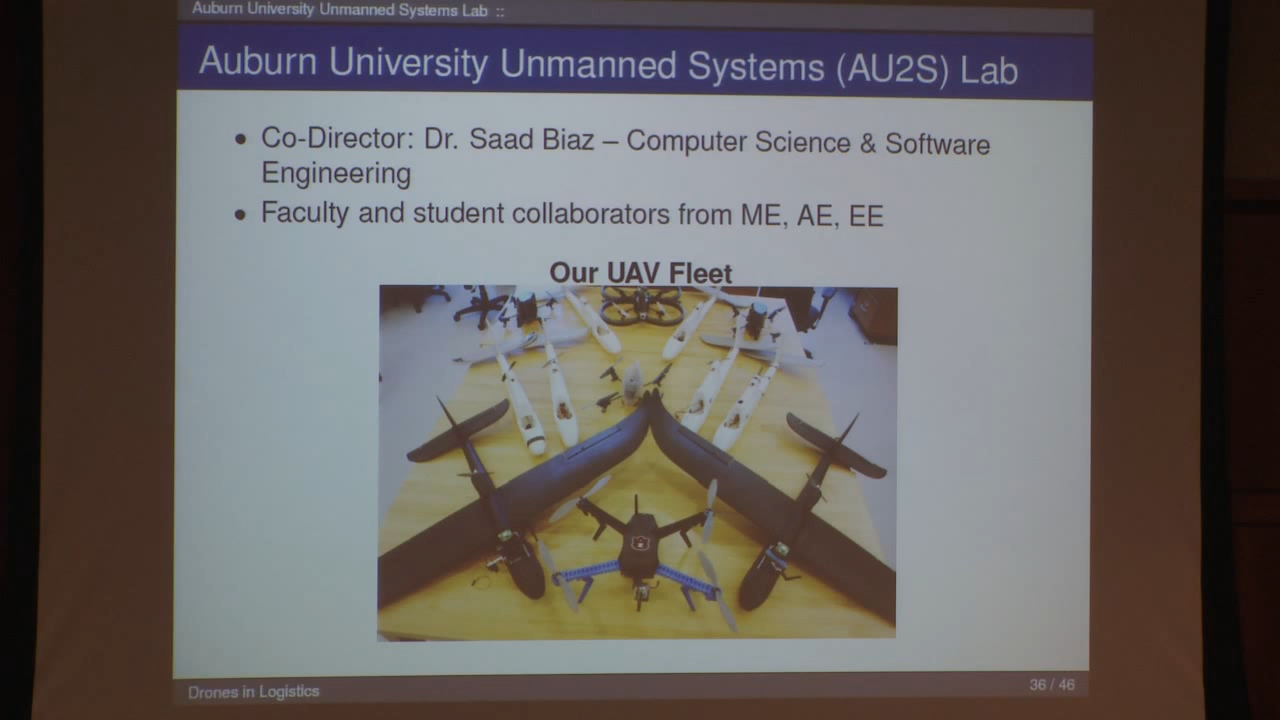 Auburn University Unmanned Systems Lab ::
Auburn University Unmanned Systems (AU2S) Lab
• Co-Director: Dr. Saad Biaz – Computer Science & Software
Engineering
• Faculty and student collaborators from ME, AE, EE
Our UAV Fleet
Drones in Logistics
36 / 46